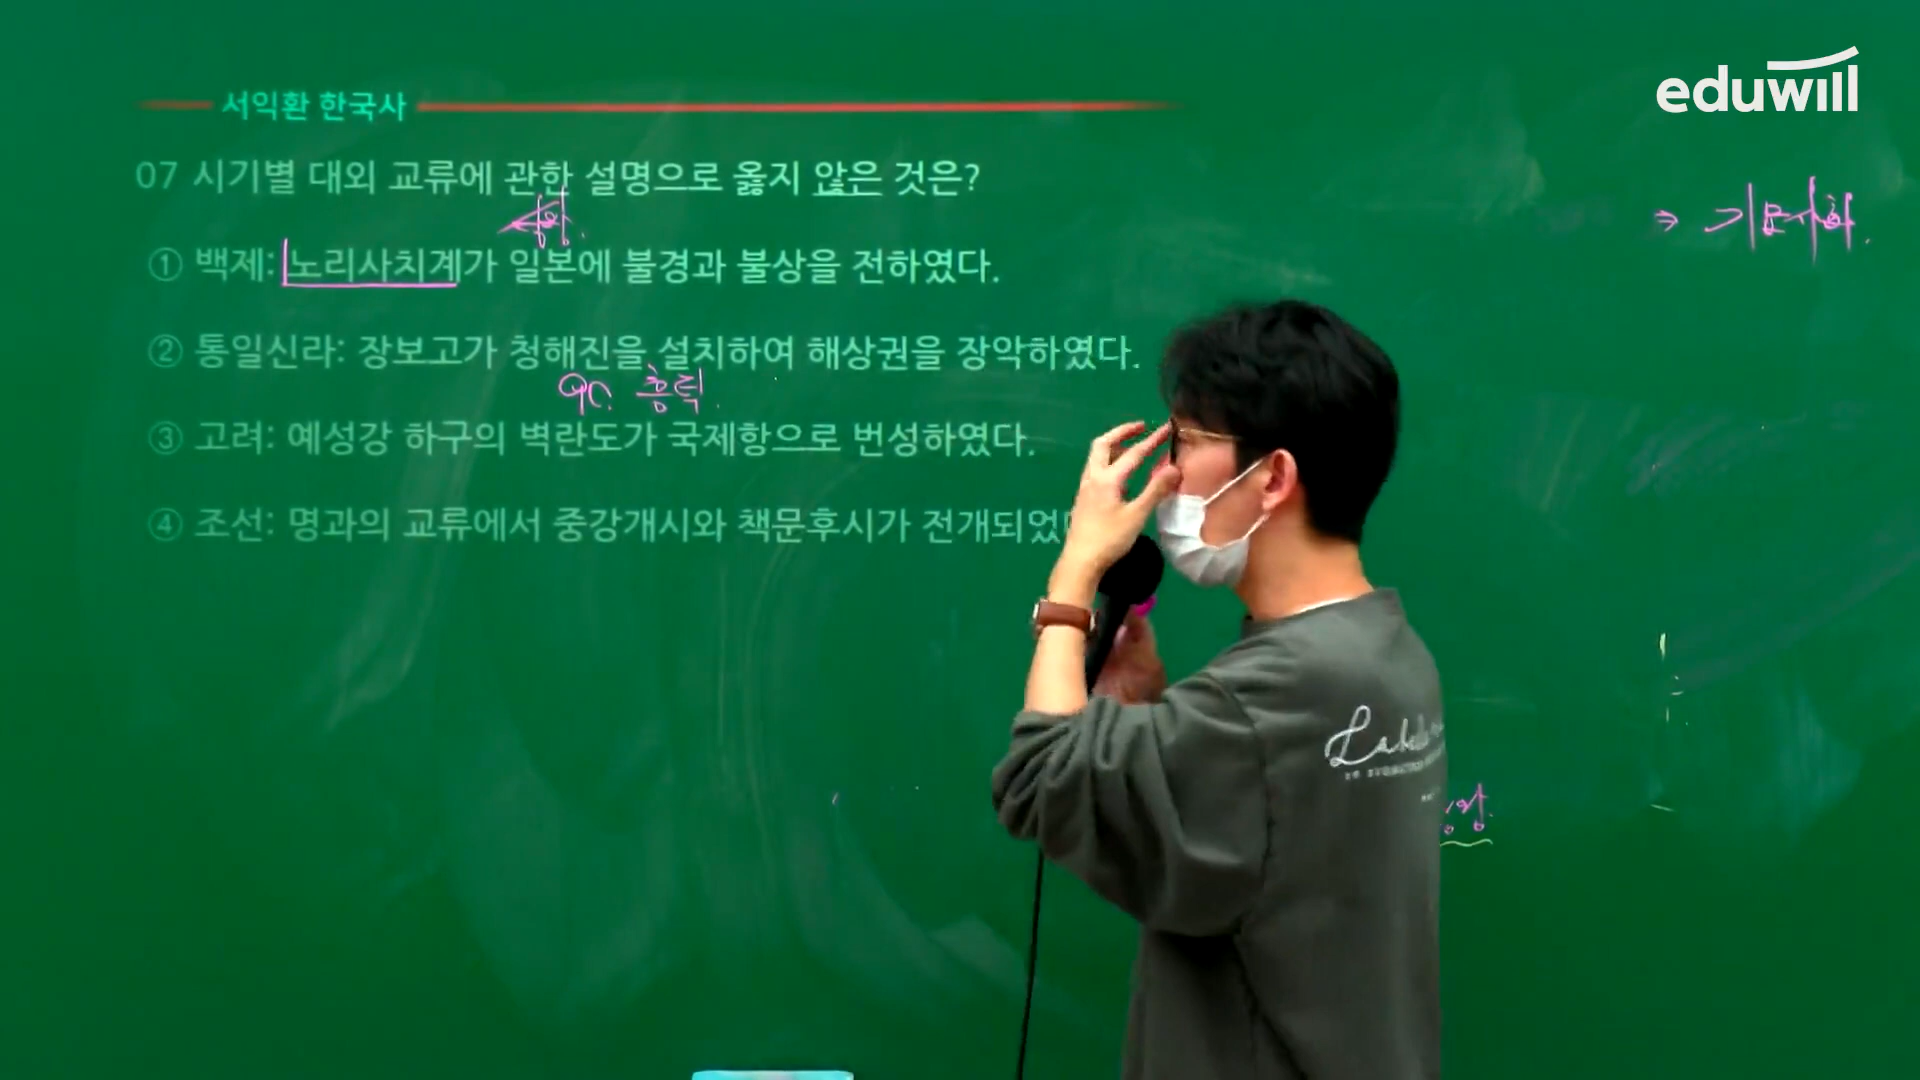 eduwill
서익환 한국사
07 시기별 대외 교류에 관한 설명으로 옳지 않은 것은?
① 백제: 노리사치계가 일본에 불경과 불상을 전하였다.
② 통일신라: 장보고가 청해진을 설치하여 해상권을 장악하였다.
9C. 흥덕
③ 고려: 예성강 하구의 벽란도가 국제항으로 번성하였다.
④ 조선: 명과의 교류에서 중강개시와 책문후시가 전개되었